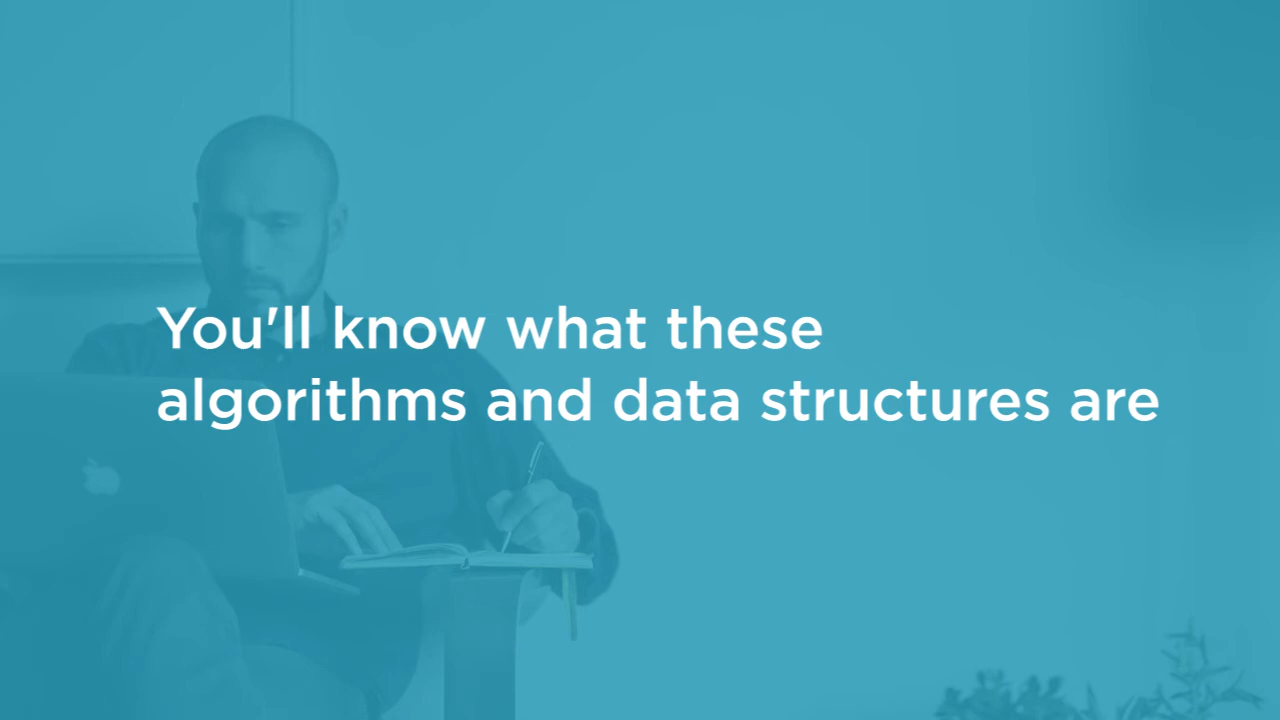 You'll know what these
algorithms and data structures are